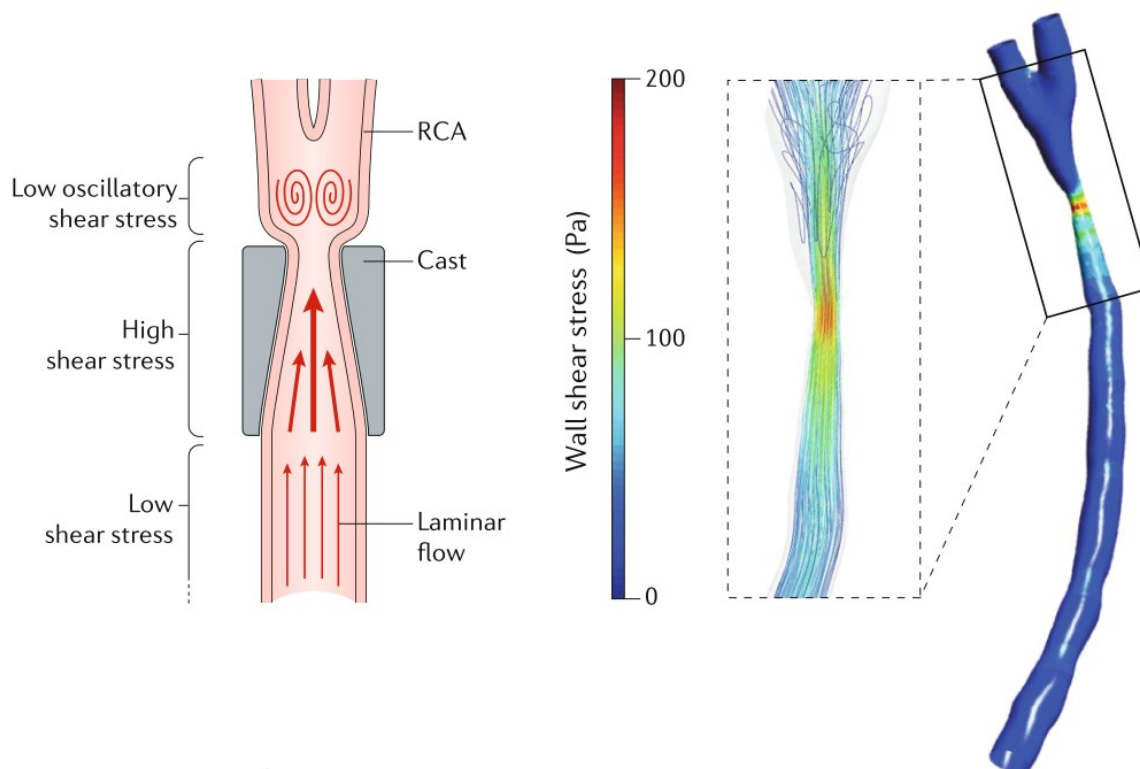 RCA
Low oscillatory
shear stress
Cast
High
shear stress
Low
shear stress
Laminar
flow
Wall shear stress (Pa)
200
100
0